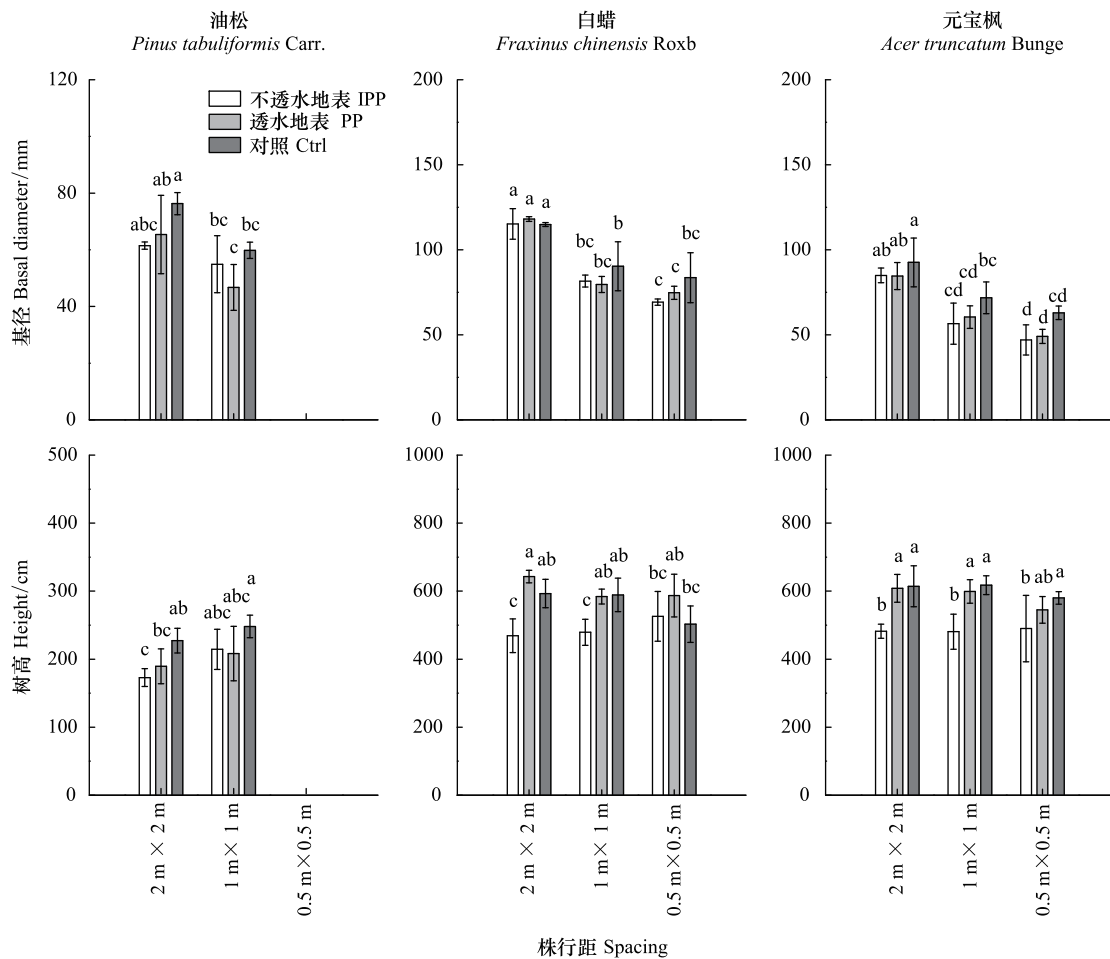 油松
Pinus tabuliformis Carr.
白蜡
Fraxinus chinensis Roxb
元宝枫
Acer truncatum Bunge
基径 Basal diameter/mm
120
80
40
0
不透水地表 IPP
透水地表 PP
对照 Ctrl
abc ab a
bc c bc
200
150
100
50
0
a a a
bc bc b
c c bc
200
150
100
50
0
ab ab a
cd cd bc
d d cd
树高 Height/cm
500
400
300
200
100
0
c bc ab
abc abc a
1000
800
600
400
200
0
c a ab
c ab ab
bc ab bc
1000
800
600
400
200
0
b a a
b a a
b ab a
2 m × 2 m
1 m × 1 m
0.5 m×0.5 m
2 m × 2 m
1 m × 1 m
0.5 m×0.5 m
2 m × 2 m
1 m × 1 m
0.5 m×0.5 m
株行距 Spacing